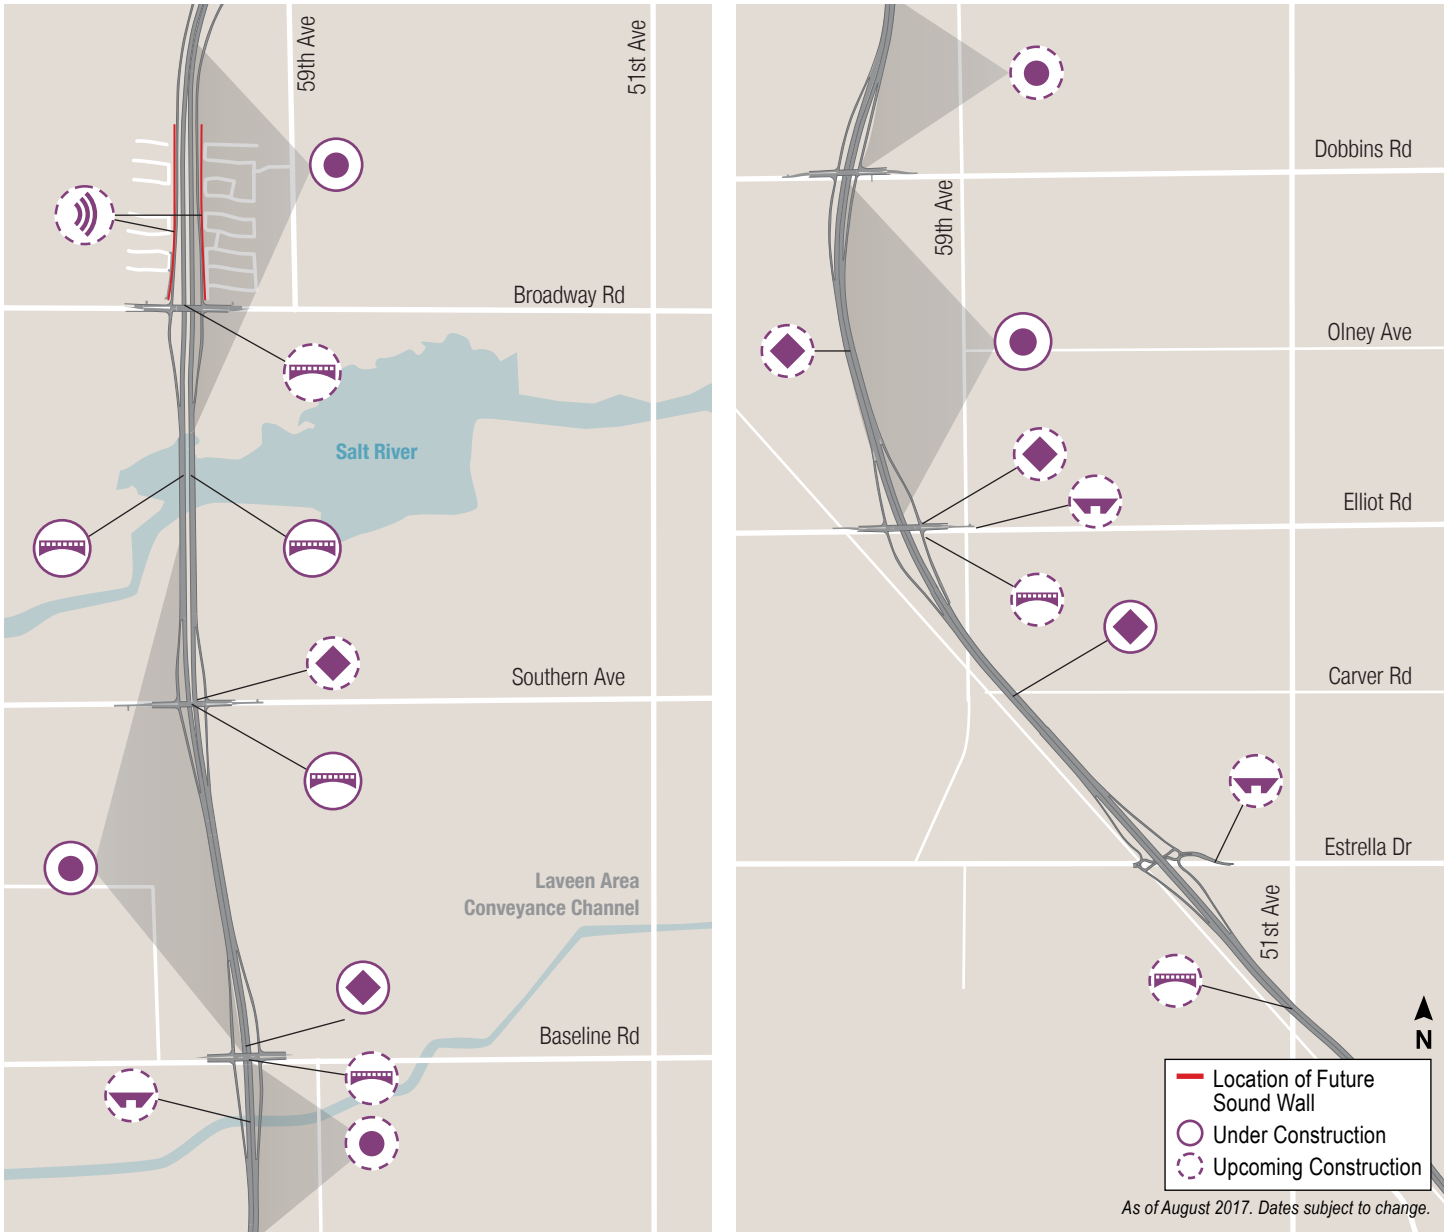 59th Ave
51st Ave
Broadway Rd
Salt River
Southern Ave
Laveen Area
Conveyance Channel
Baseline Rd
Dobbins Rd
59th Ave
Olney Ave
Elliot Rd
Carver Rd
Estrella Dr
51st Ave
N
Location of Future
Sound Wall
Under Construction
Upcoming Construction
As of August 2017. Dates subject to change.